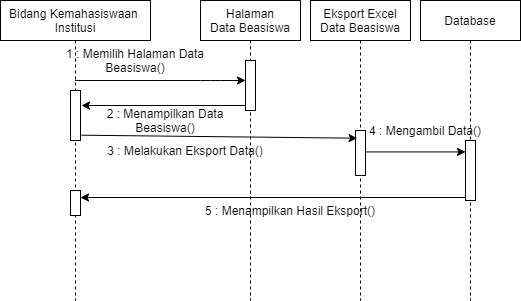 Bidang Kemahasiswaan
Institusi
Halaman
Data Beasiswa
Eksport Excel
Data Beasiswa
Database
1 : Memilih Halaman Data
Beasiswa()
2 : Menampilkan Data
Beasiswa()
3 : Melakukan Eksport Data()
4 : Mengambil Data()
5 : Menampilkan Hasil Eksport()